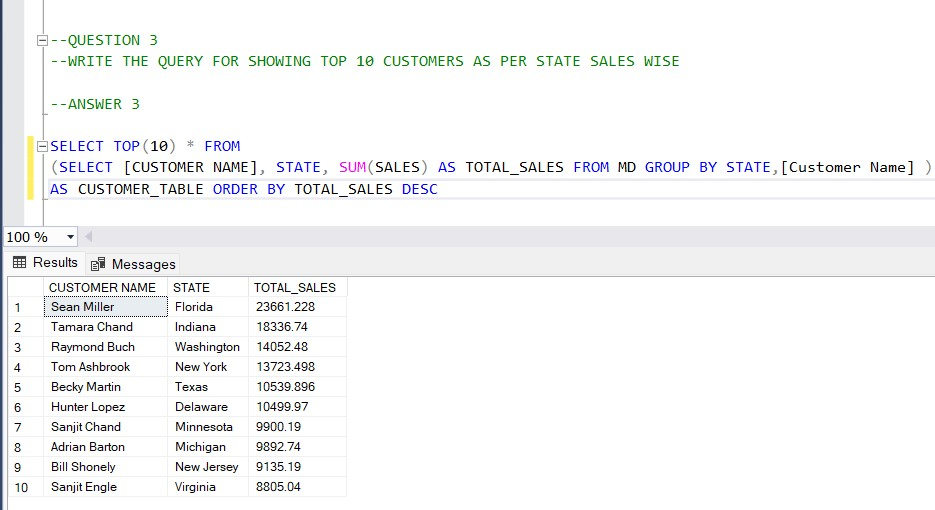 --QUESTION 3
--WRITE THE QUERY FOR SHOWING TOP 10 CUSTOMERS AS PER STATE SALES WISE
--ANSWER 3
SELECT TOP(10) * FROM
(SELECT [CUSTOMER NAME], STATE, SUM(SALES) AS TOTAL_SALES FROM MD GROUP BY STATE,[Customer Name] )
AS CUSTOMER_TABLE ORDER BY TOTAL_SALES DESC
100 %
Results Messages
CUSTOMER NAME STATE TOTAL_SALES
1 Sean Miller Florida 23661.228
2 Tamara Chand Indiana 18336.74
3 Raymond Buch Washington 14052.48
4 Tom Ashbrook New York 13723.498
5 Becky Martin Texas 10539.896
6 Hunter Lopez Delaware 10499.97
7 Sanjit Chand Minnesota 9900.19
8 Adrian Barton Michigan 9892.74
9 Bill Shonely New Jersey 9135.19
10 Sanjit Engle Virginia 8805.04